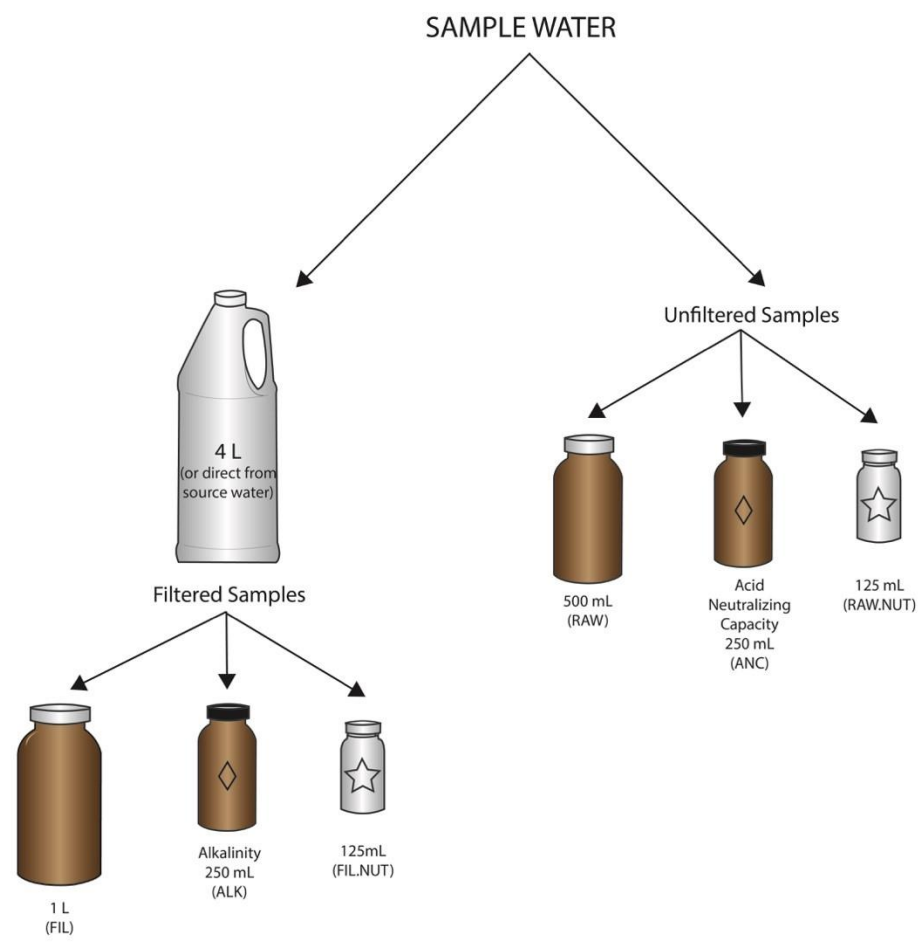 SAMPLE WATER
4 L
(or direct from
source water)
Filtered Samples
1 L
(FIL)
Alkalinity
250 mL
(ALK)
125mL
(FIL.NUT)
Unfiltered Samples
500 mL
(RAW)
Acid
Neutralizing
Capacity
250 mL
(ANC)
125 mL
(RAW.NUT)